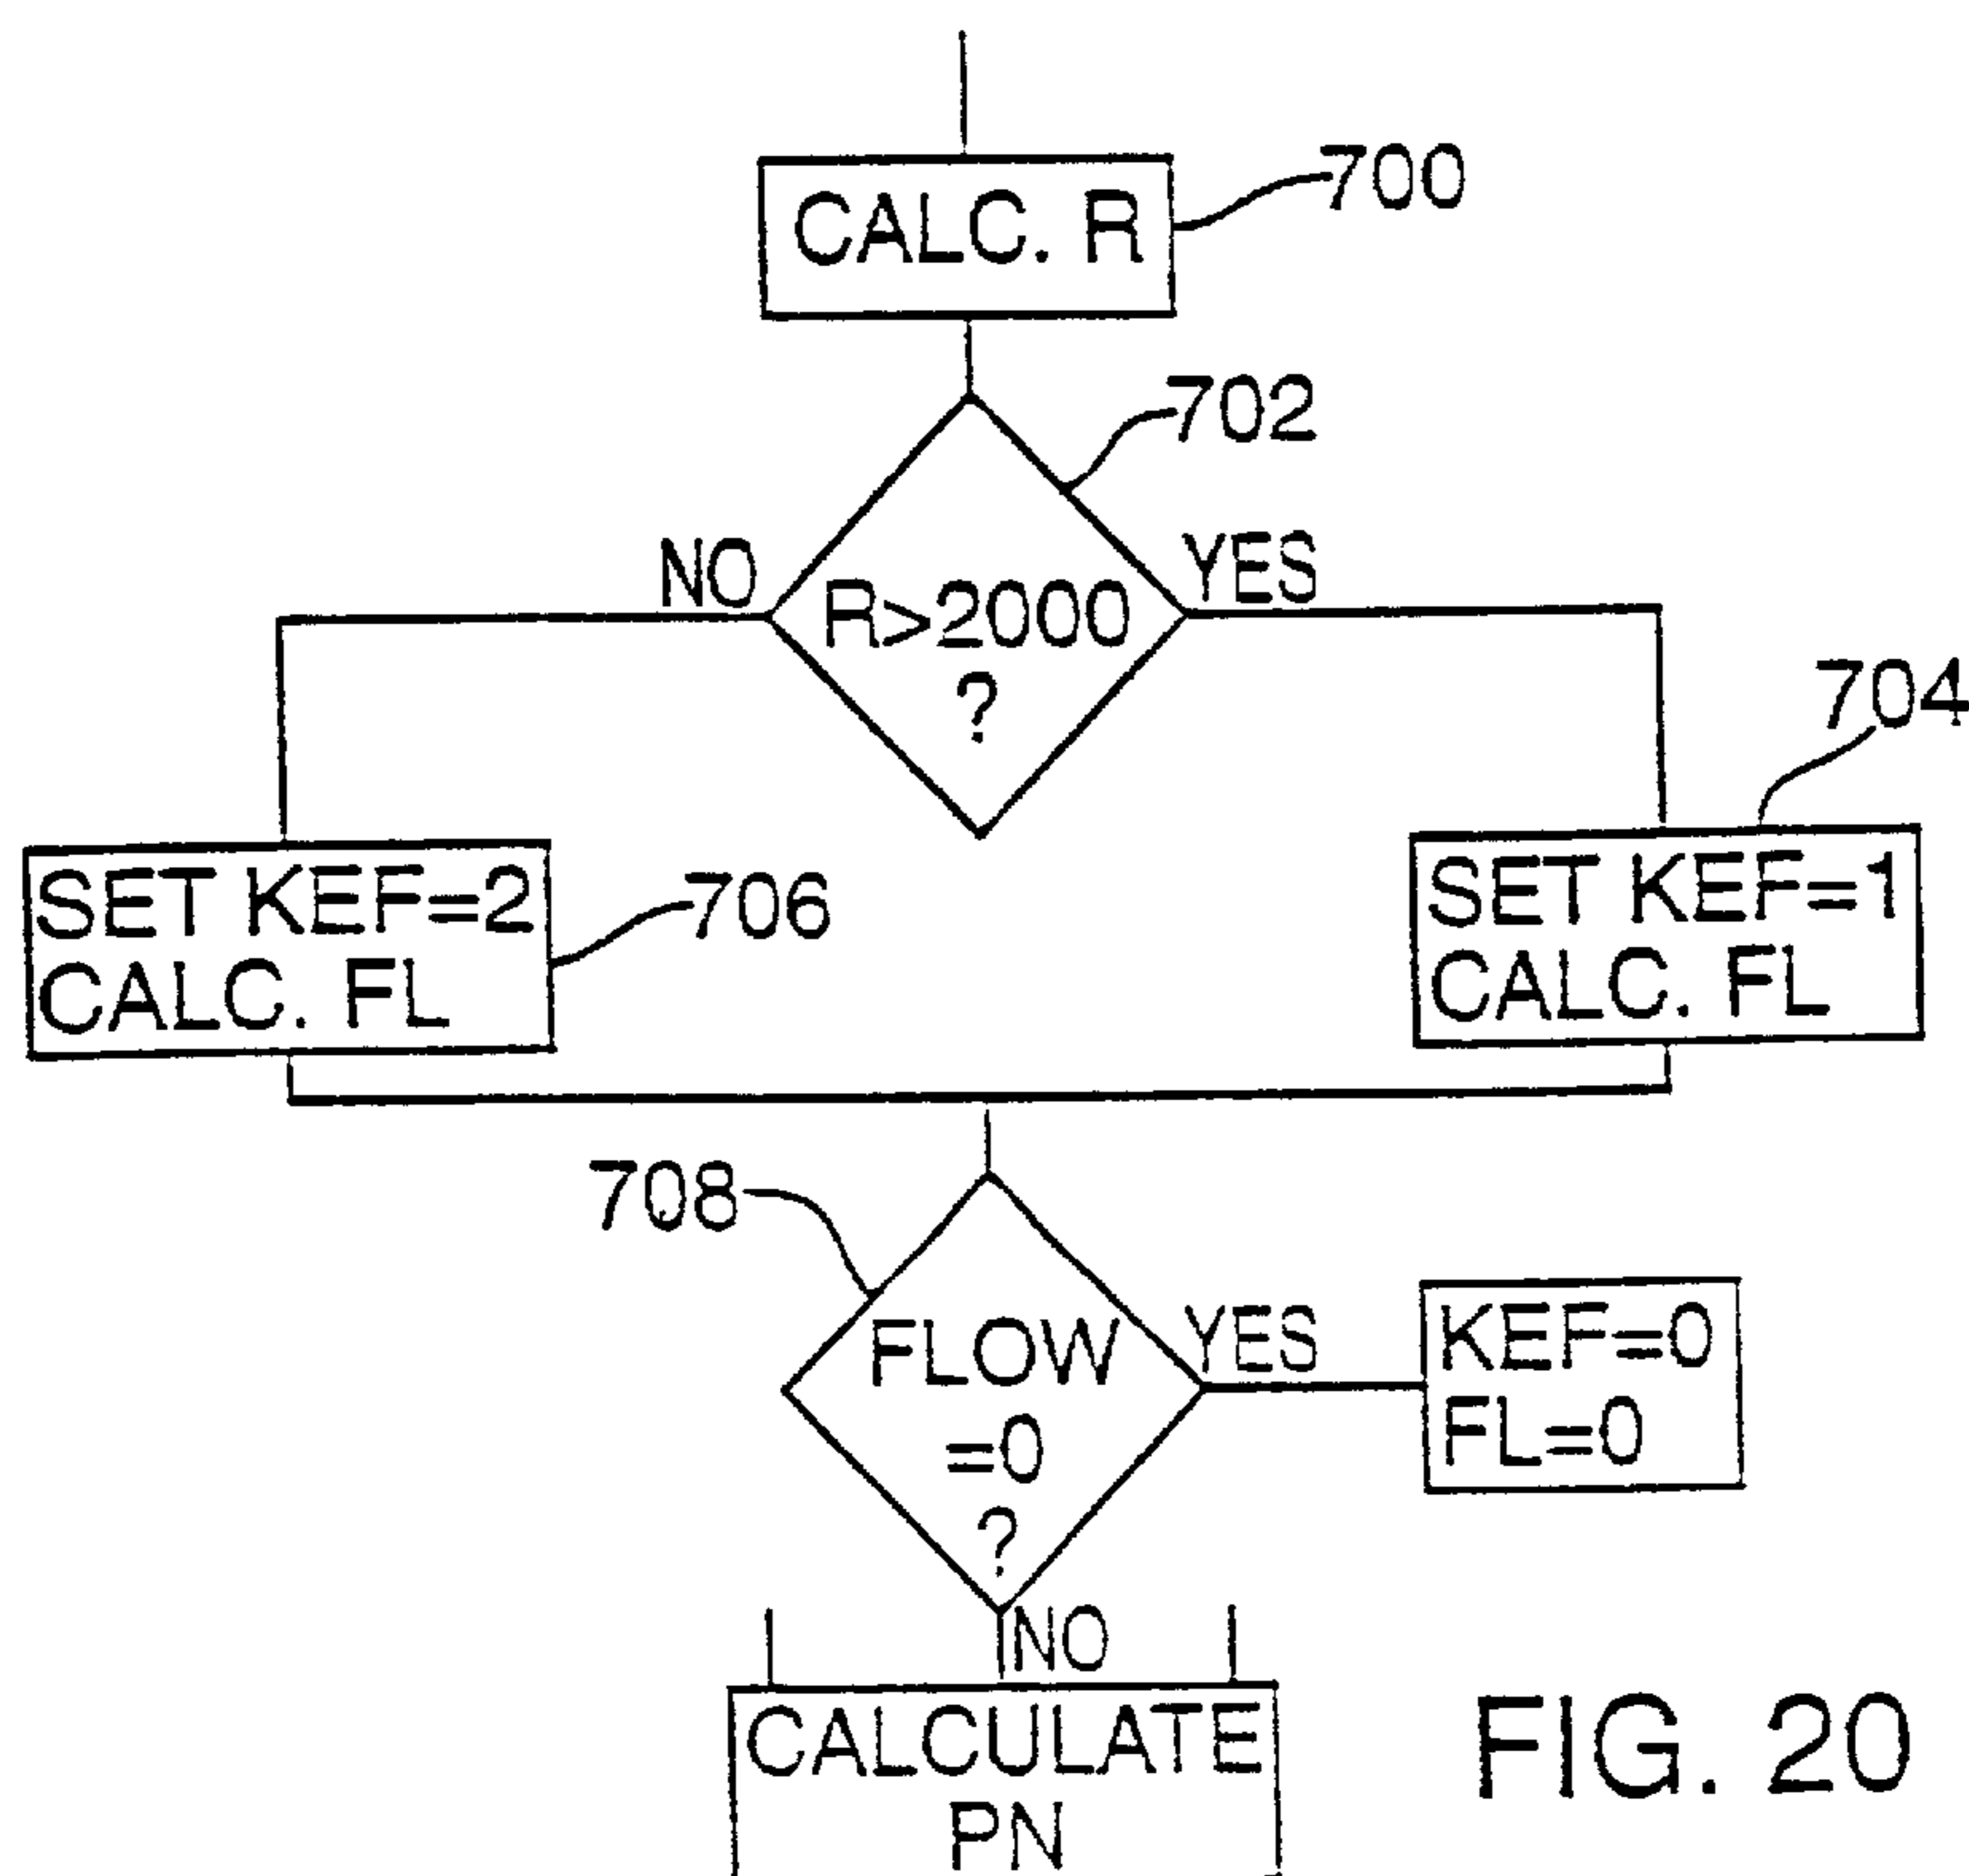 CALC. R
700
702
NO
YES
R>2000
?
704
SET KEF=2
CALC. FL
706
SET KEF=1
CALC. FL
708
FLOW
=0
?
YES
KEF=0
FL=0
NO
CALCULATE
PN
FIG. 20